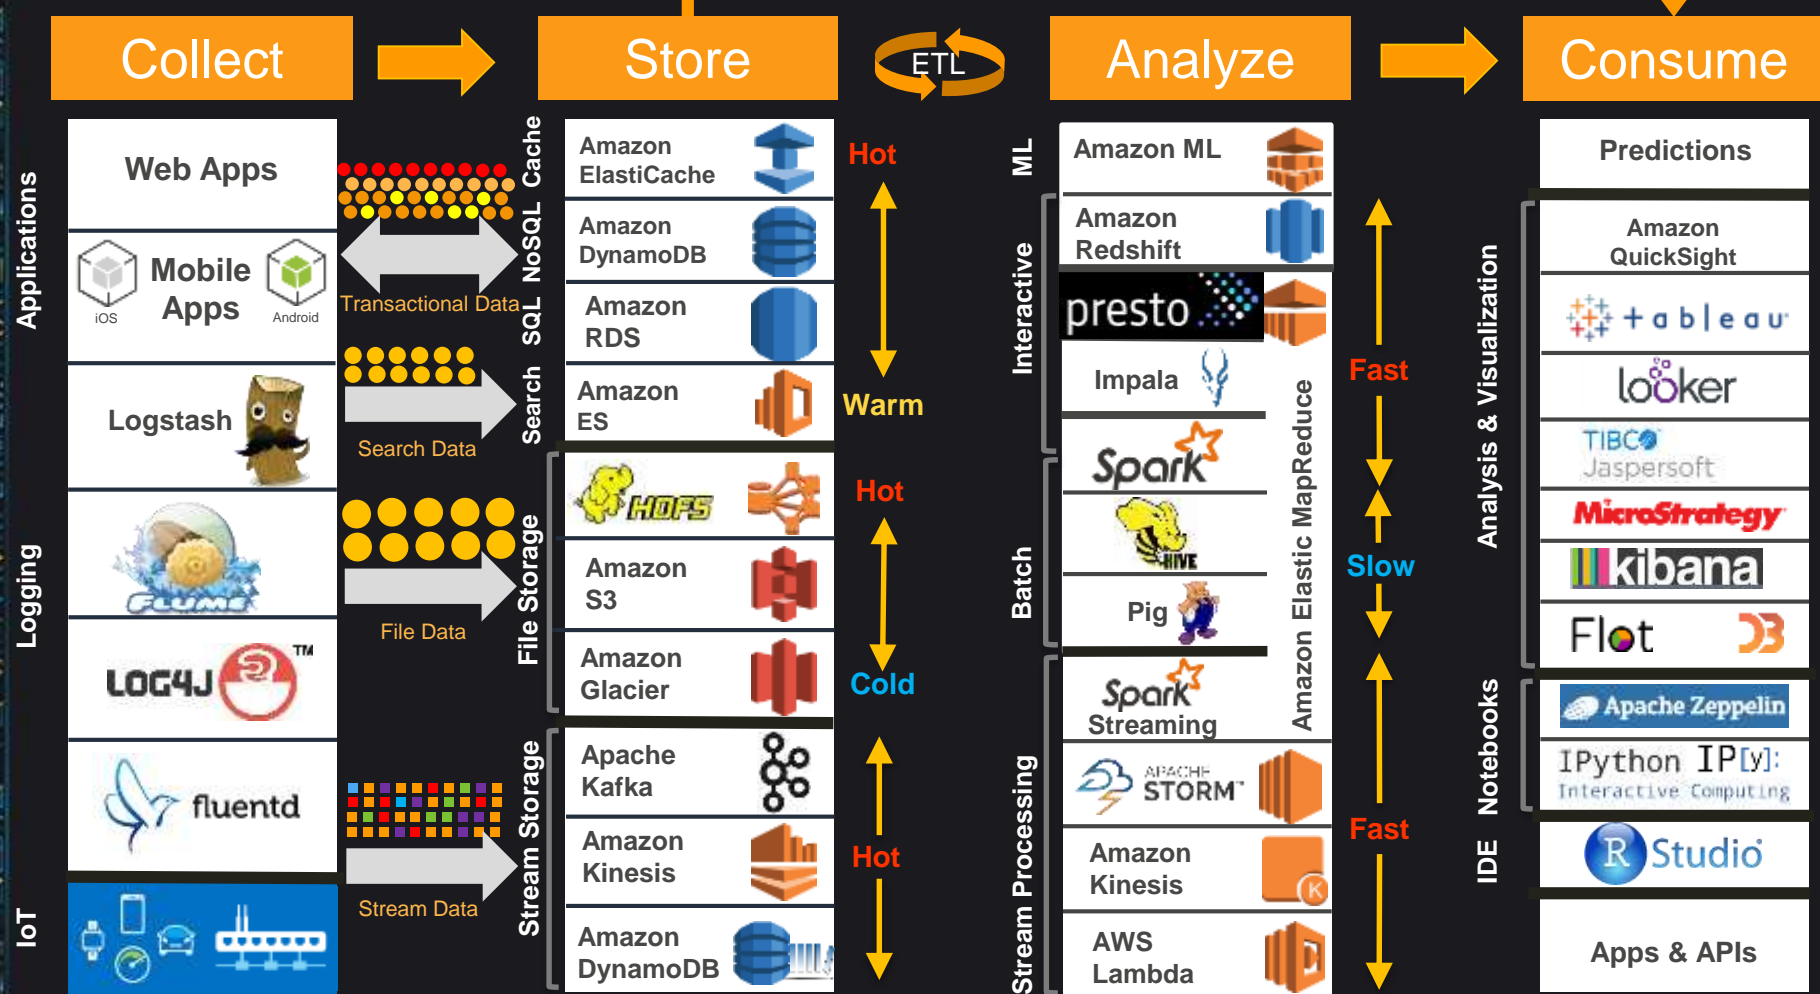 Collect
Store
ETL
Analyze
Consume
Applications
Logging
IoT
Web Apps
iOS
Mobile
Apps
Android
Logstash
FLUME
LOG4J
TM
fluentd
Transactional Data
Search Data
File Data
Stream Data
Cache
NoSQL
SQL
Search
File Storage
Stream Storage
Amazon
ElastiCache
Amazon
DynamoDB
Amazon
RDS
Amazon
ES
HDFS
Amazon
S3
Amazon
Glacier
Apache
Kafka
Amazon
Kinesis
Amazon
DynamoDB
Hot
Warm
Hot
Cold
Hot
ML
Interactive
Batch
Stream Processing
Amazon ML
Amazon
Redshift
presto
Impala
Spark
HIVE
Pig
Spark
Streaming
APACHE
STORM™
Amazon
Kinesis
K
AWS
Lambda
Amazon Elastic MapReduce
Fast
Slow
Fast
Analysis & Visualization
Notebooks
IDE
Predictions
Amazon
QuickSight
+ableau
looker
TIBCO
Jaspersoft
MicroStrategy
kibana
Flot
D3
Apache Zeppelin
IPython IP[y]:
Interactive Computing
R Studio
Apps & APIs